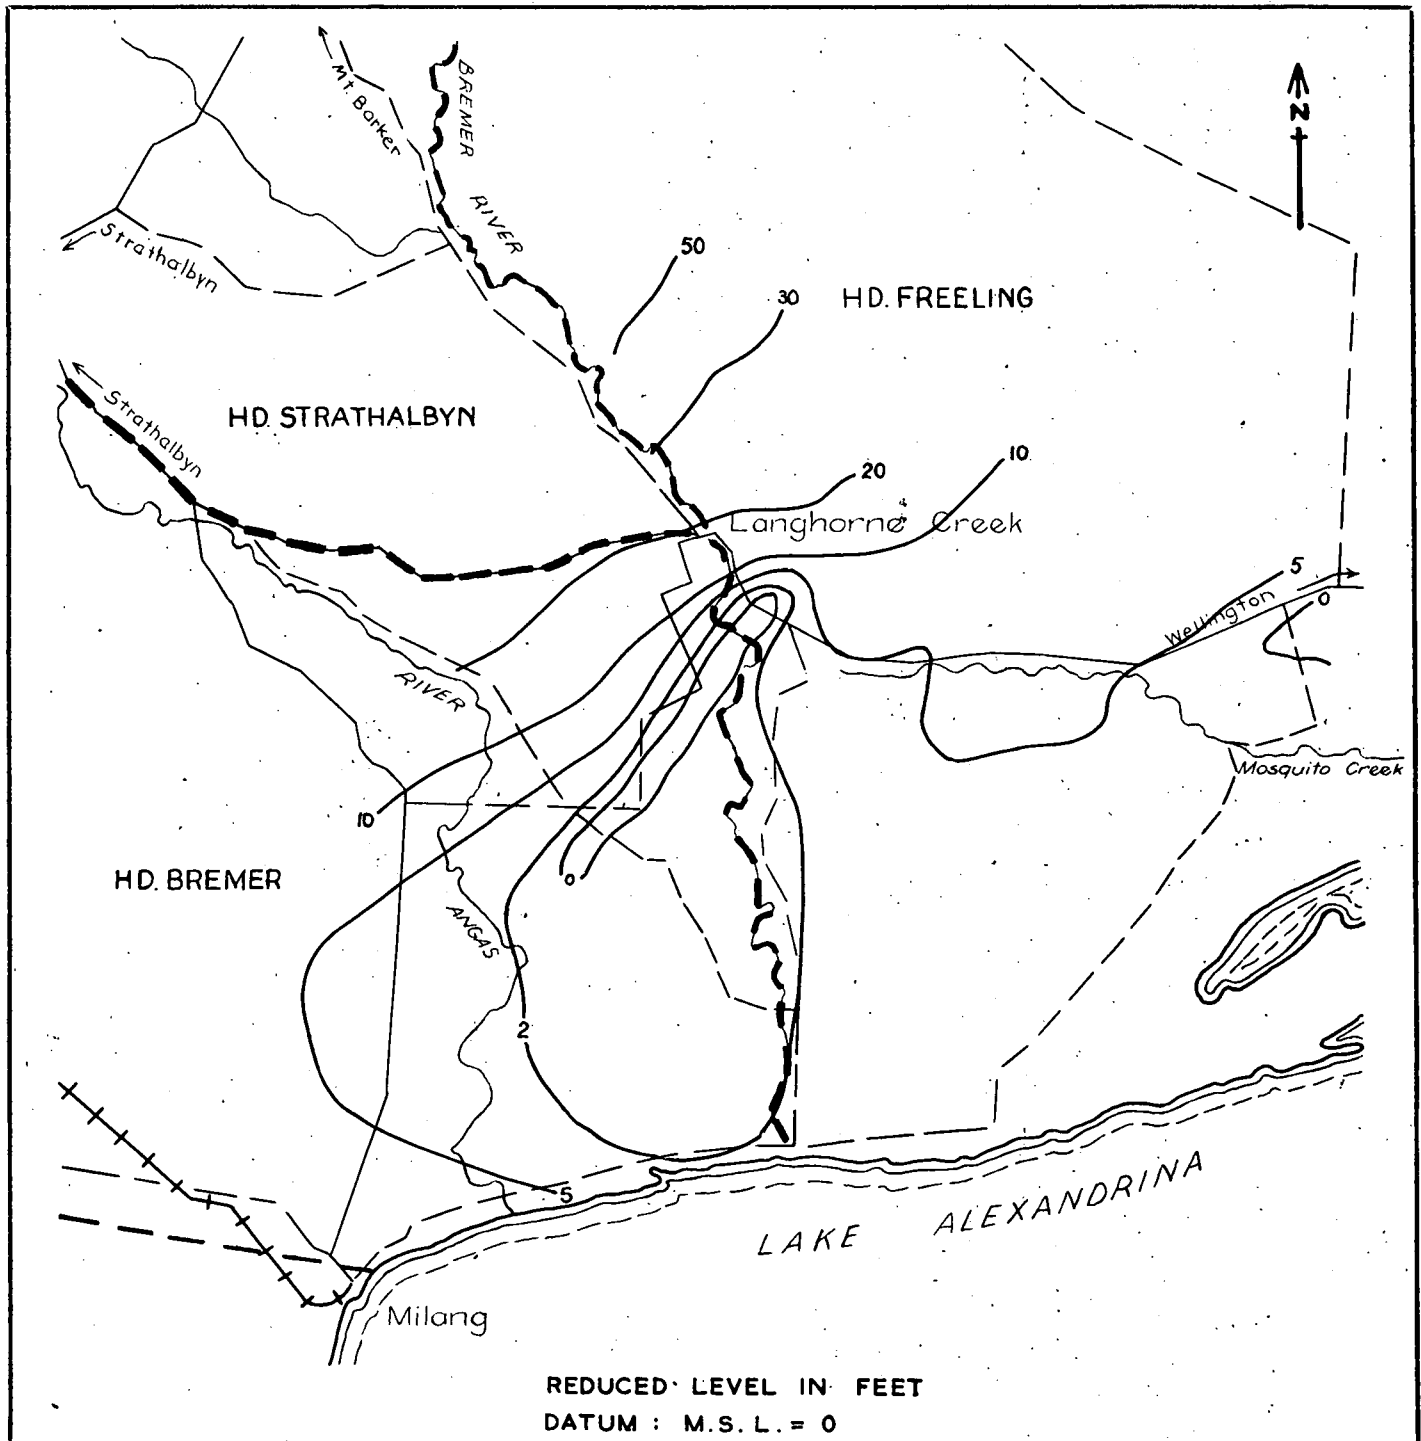 Mt. Barker
BREMER
RIVER
N
Strathalbyn
50
30
HD. FREELING
Strathalbyn
HD. STRATHALBYN
20
10
Langhorne Creek
5
Wellington
0
RIVER
Mosquito Creek
10
HD. BREMER
0
ANGAS
2
5
LAKE ALEXANDRINA
Milang
REDUCED LEVEL IN FEET
DATUM : M.S.L. = 0